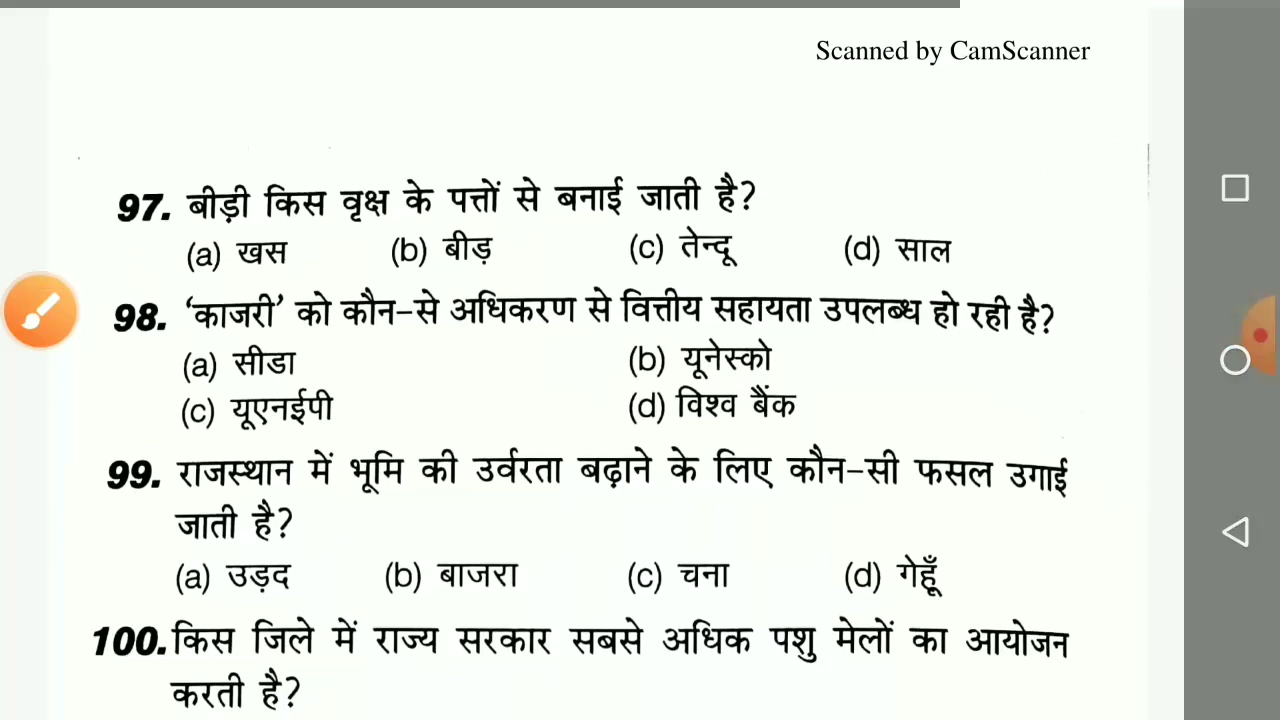 Scanned by CamScanner
97. बीड़ी किस वृक्ष के पत्तों से बनाई जाती है?
(a) खस (b) बीड़ (c) तेन्दू (d) साल
98. ‘काजरी’ को कौन-से अधिकरण से वित्तीय सहायता उपलब्ध हो रही है?
(a) सीडा (b) यूनेस्को
(c) यूएनईपी (d) विश्व बैंक
99. राजस्थान में भूमि की उर्वरता बढ़ाने के लिए कौन-सी फसल उगाई
जाती है?
(a) उड़द (b) बाजरा (c) चना (d) गेहूँ
100. किस जिले में राज्य सरकार सबसे अधिक पशु मेलों का आयोजन
करती है?